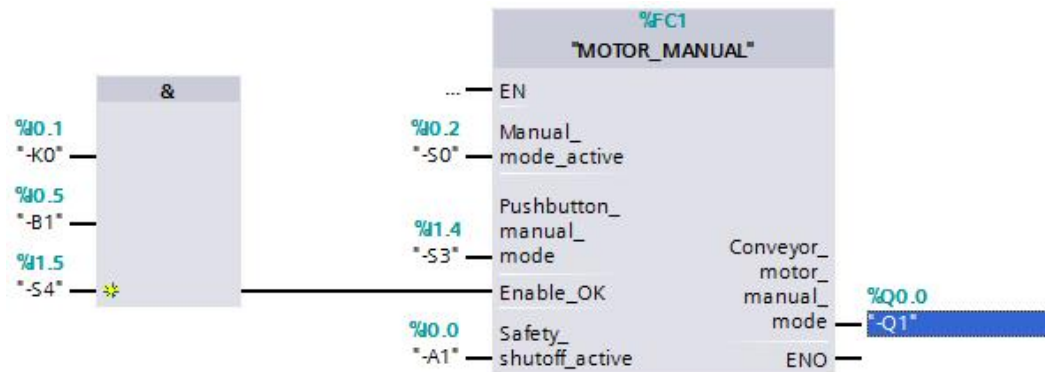 %FC1
"MOTOR_MANUAL"
&
... EN
%I0.1
"-K0"
%I0.5
"-B1"
%I1.5
"-S4"
%I0.2
"-S0"
Manual_
mode_active
%I1.4
"-S3"
Pushbutton_
manual_
mode
Enable_OK
%I0.0
"-A1"
Safety_
shutoff_active
Conveyor_
motor_
manual_
mode
%Q0.0
"-Q1"
ENO